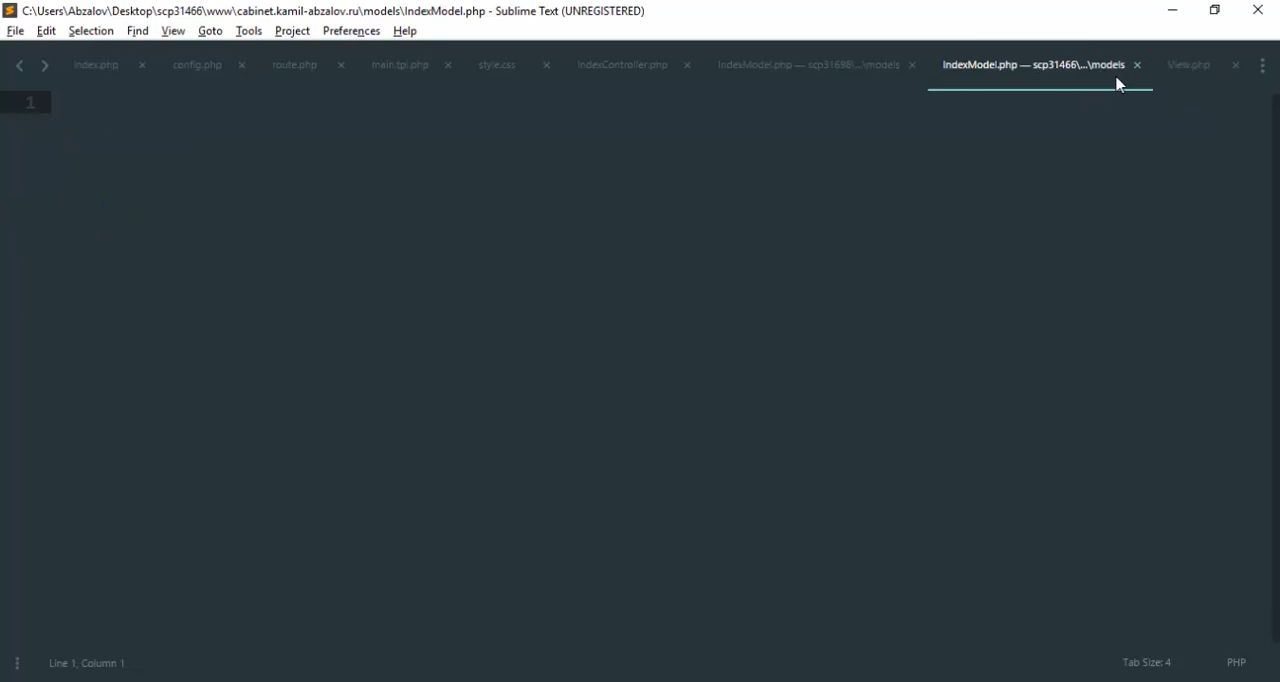 C:\Users\Abzalov\Desktop\scp31466\www\cabinet.kamil-abzalov.ru\models\IndexModel.php - Sublime Text (UNREGISTERED)
File Edit Selection Find View Goto Tools Project Preferences Help
index.php config.php route.php main.tpl.php style.css IndexController.php IndexModel.php — scp31698\...\models IndexModel.php — scp31466\...\models View.php
1
Line 1, Column 1 Tab Size: 4 PHP